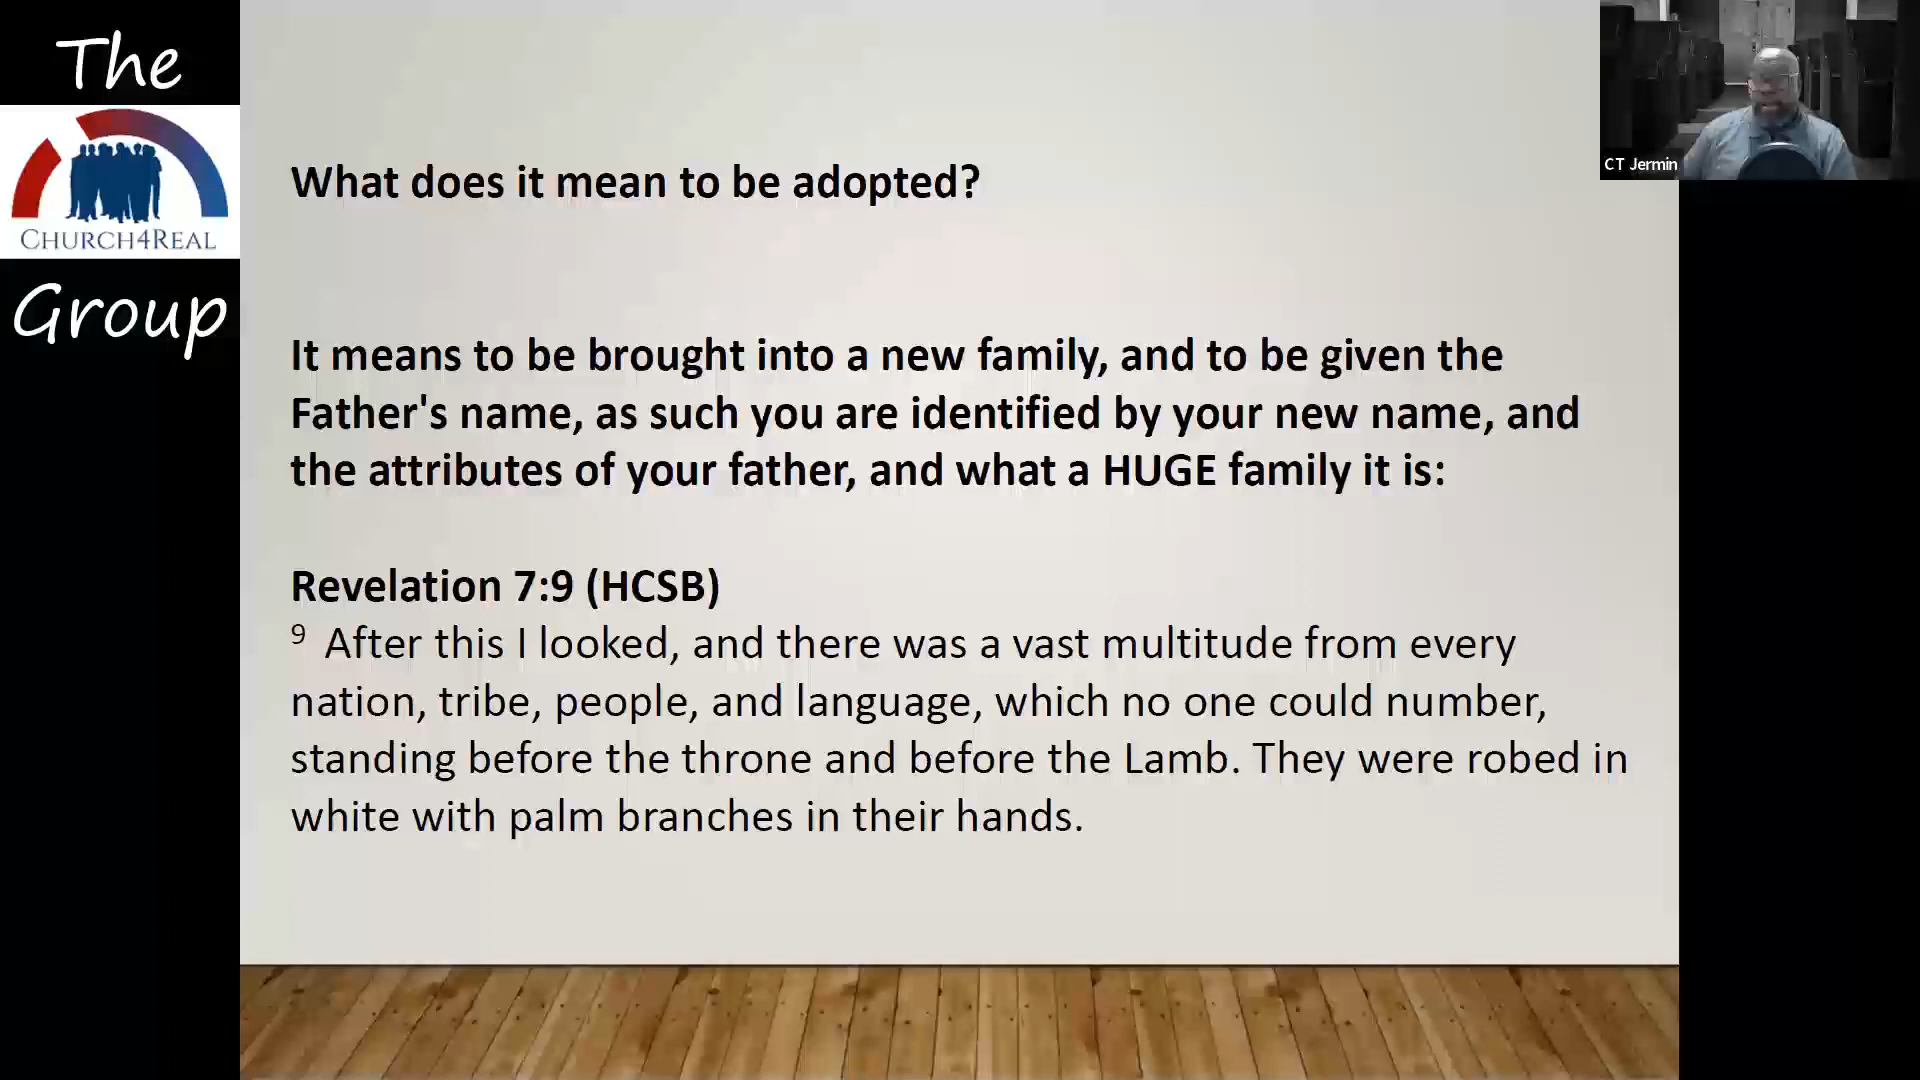 The
CHURCH4REAL
Group
What does it mean to be adopted?
It means to be brought into a new family, and to be given the
Father's name, as such you are identified by your new name, and
the attributes of your father, and what a HUGE family it is:
Revelation 7:9 (HCSB)
9 After this I looked, and there was a vast multitude from every
nation, tribe, people, and language, which no one could number,
standing before the throne and before the Lamb. They were robed in
white with palm branches in their hands.
CT Jermin